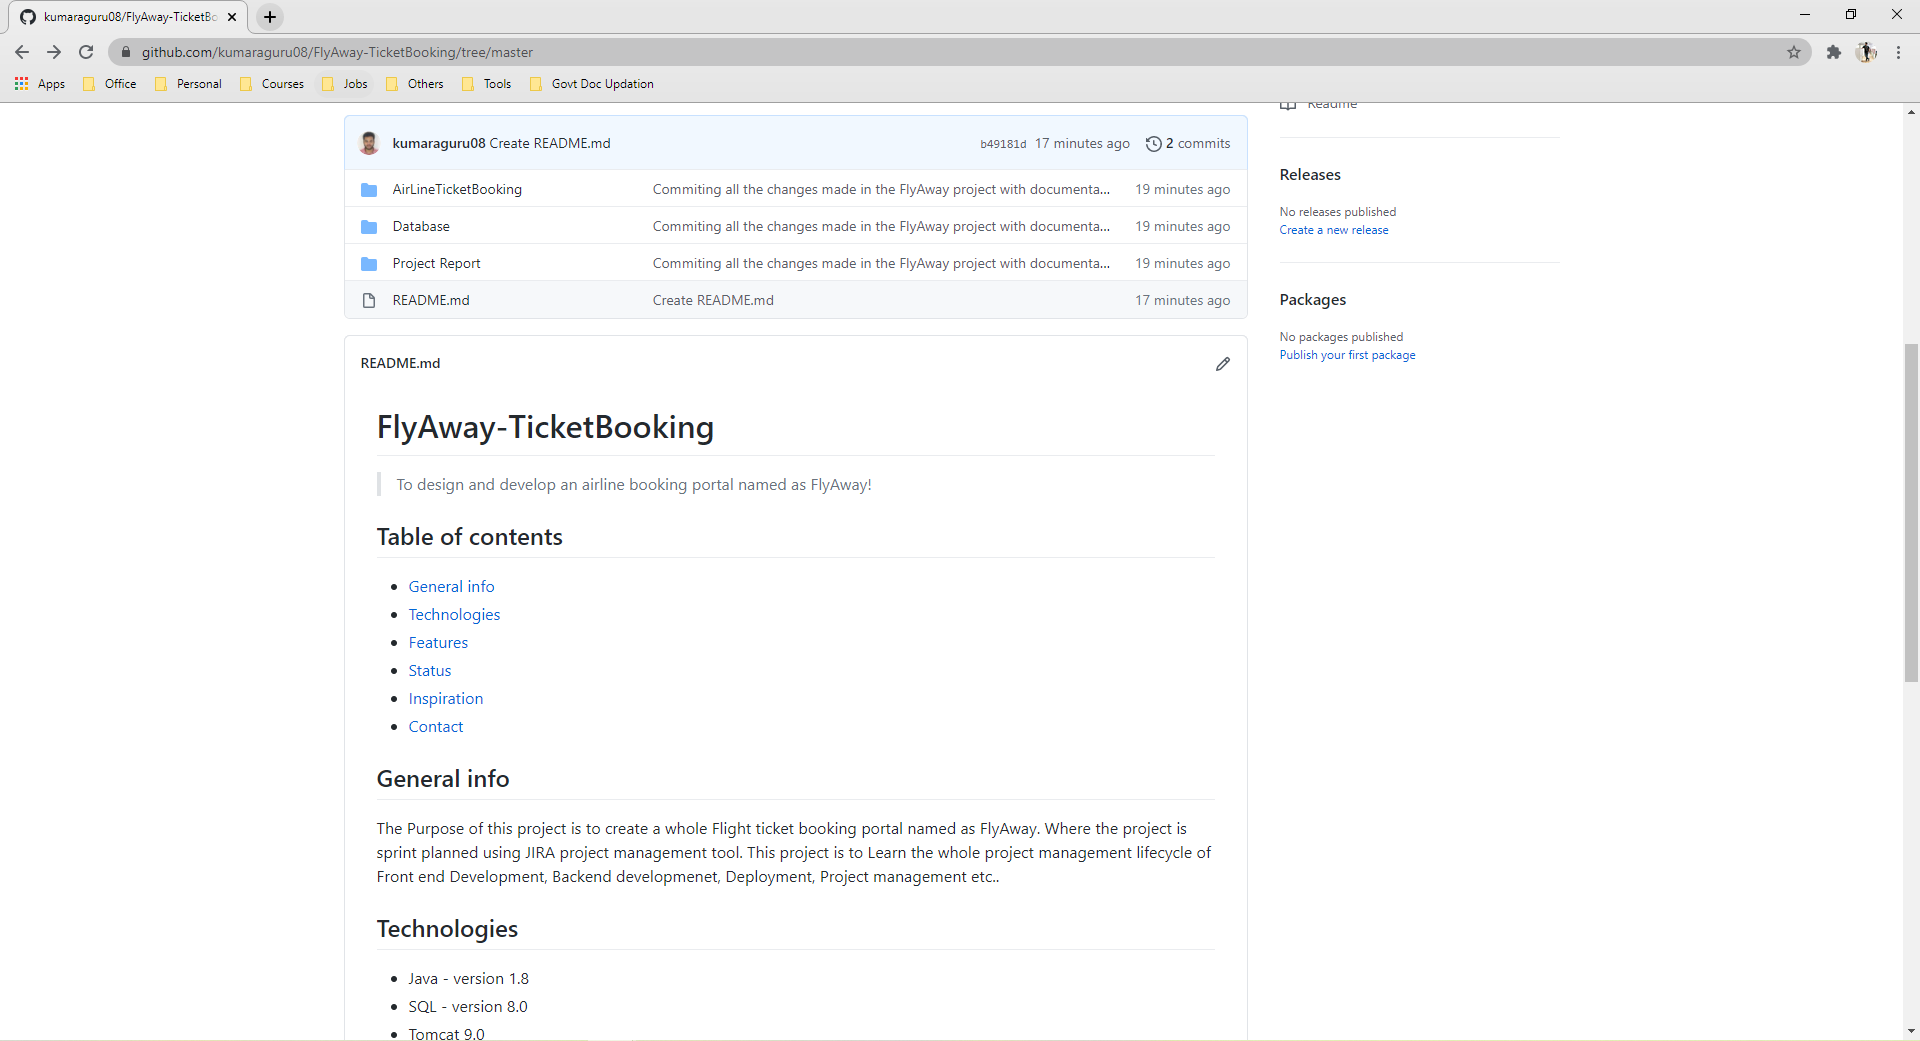 kumaraguru08/FlyAway-TicketBo
github.com/kumaraguru08/FlyAway-TicketBooking/tree/master
Apps Office Personal Courses Jobs Others Tools Govt Doc Updation
Readme
kumaraguru08 Create README.md b49181d 17 minutes ago 2 commits
AirLineTicketBooking Commiting all the changes made in the FlyAway project with documenta... 19 minutes ago
Database Commiting all the changes made in the FlyAway project with documenta... 19 minutes ago
Project Report Commiting all the changes made in the FlyAway project with documenta... 19 minutes ago
README.md Create README.md 17 minutes ago
Releases
No releases published
Create a new release
Packages
No packages published
Publish your first package
README.md
FlyAway-TicketBooking
To design and develop an airline booking portal named as FlyAway!
Table of contents
General info
Technologies
Features
Status
Inspiration
Contact
General info
The Purpose of this project is to create a whole Flight ticket booking portal named as FlyAway. Where the project is
sprint planned using JIRA project management tool. This project is to Learn the whole project management lifecycle of
Front end Development, Backend developmenet, Deployment, Project management etc..
Technologies
Java - version 1.8
SQL - version 8.0
Tomcat 9.0